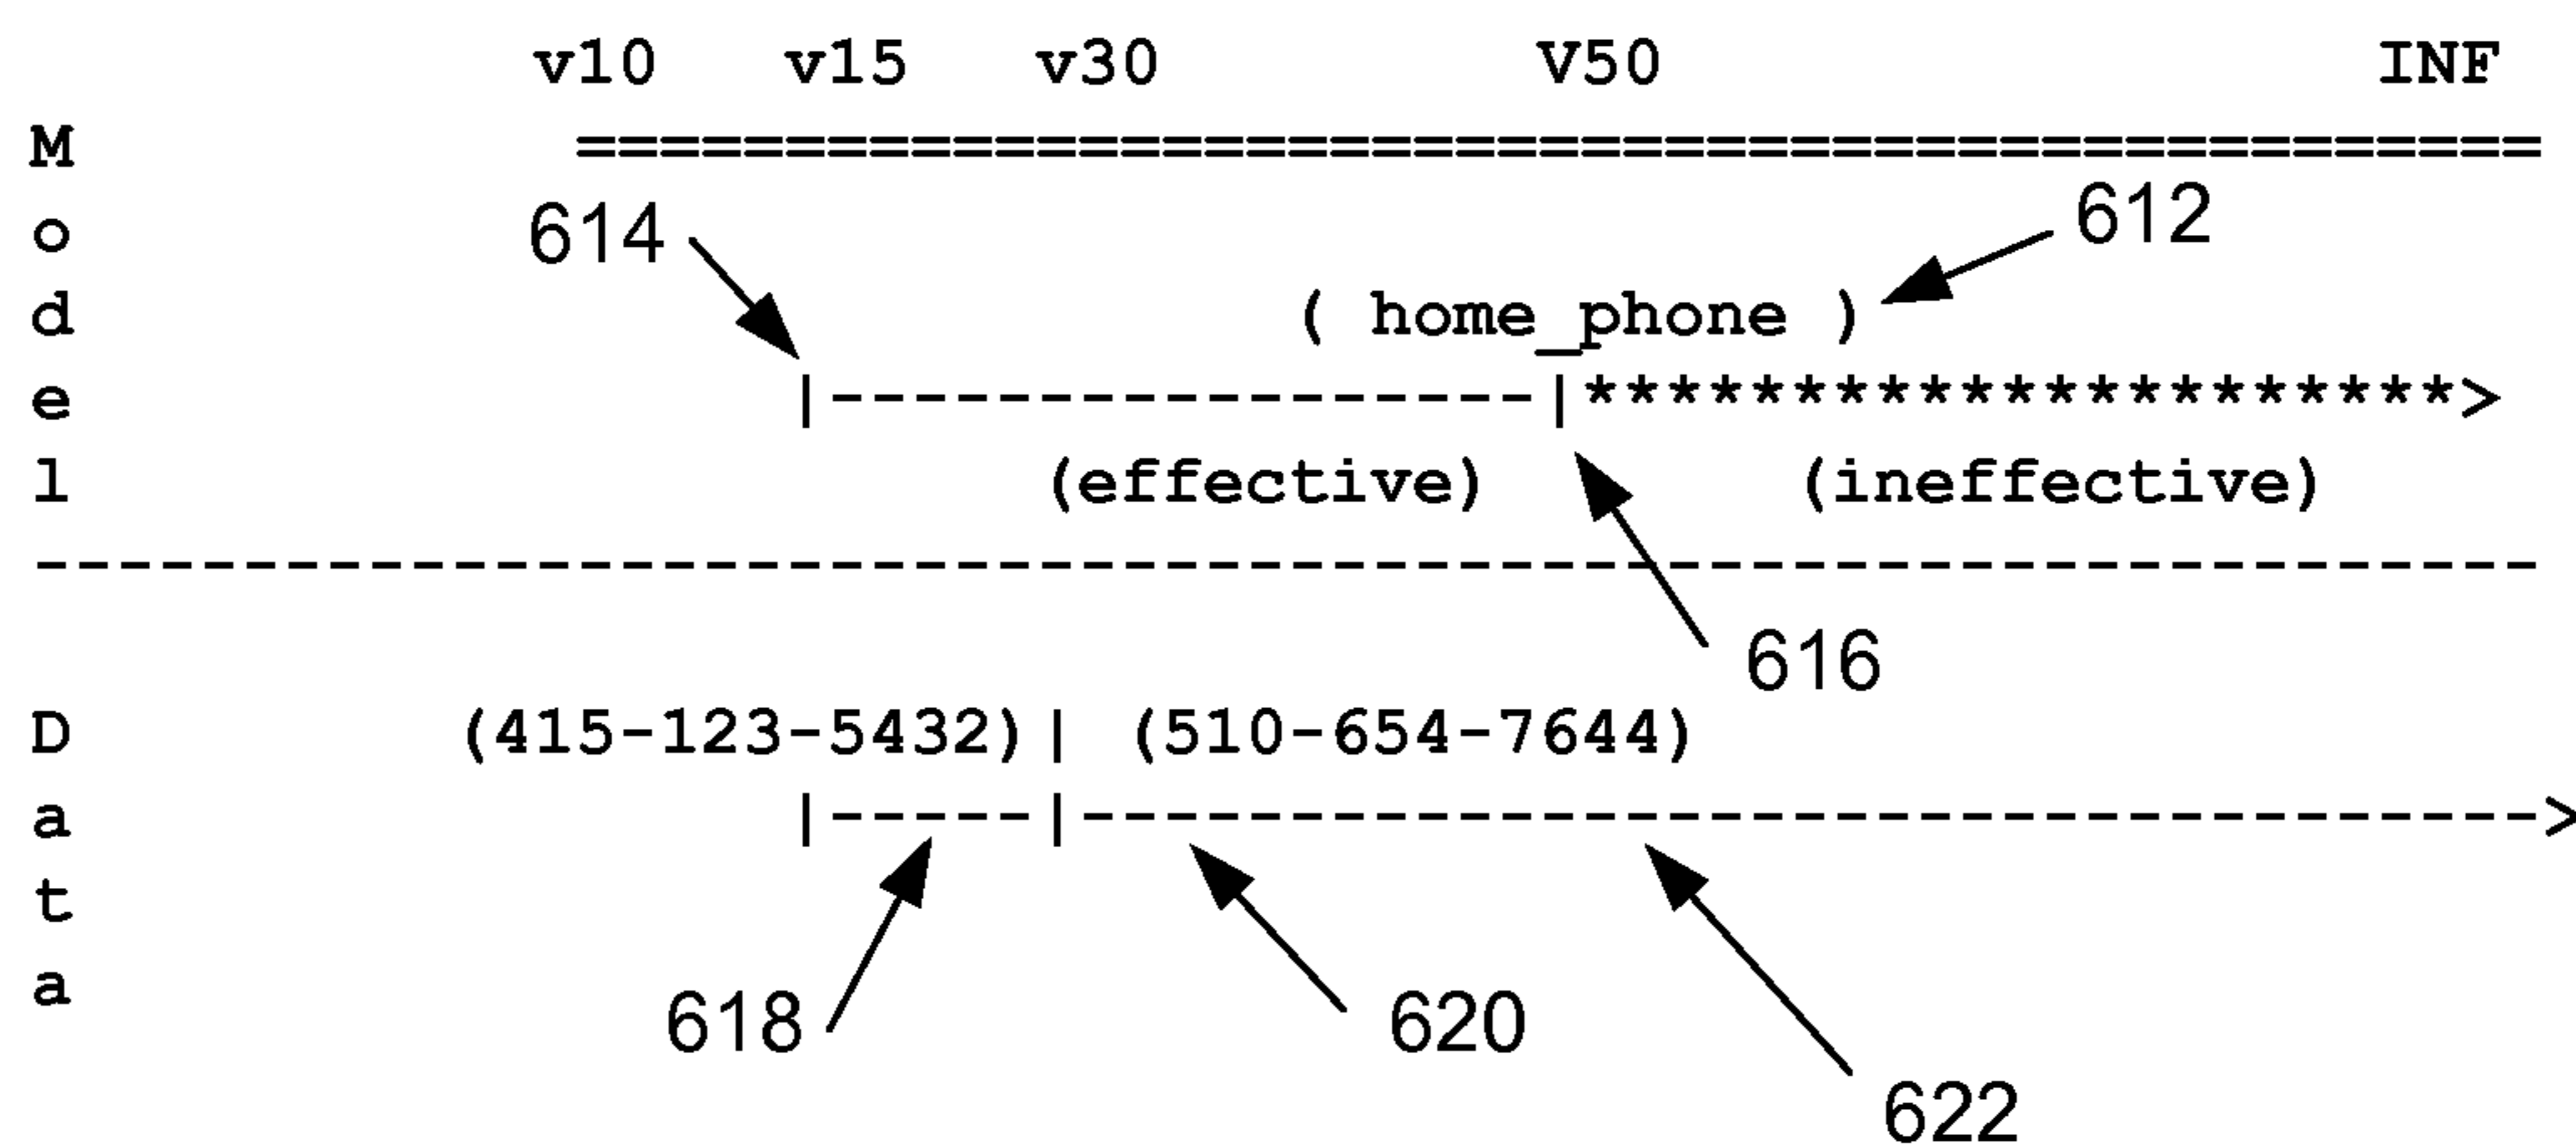 v10 v15 v30 V50 INF
M ===============================================
o 614 612
d ( home_phone )
e |-----------------|*********************>
l (effective) (ineffective)
-------------------------------------------------------------
616
D (415-123-5432)| (510-654-7644)
a |-----|----------------------------------->
t
a 618 620
622